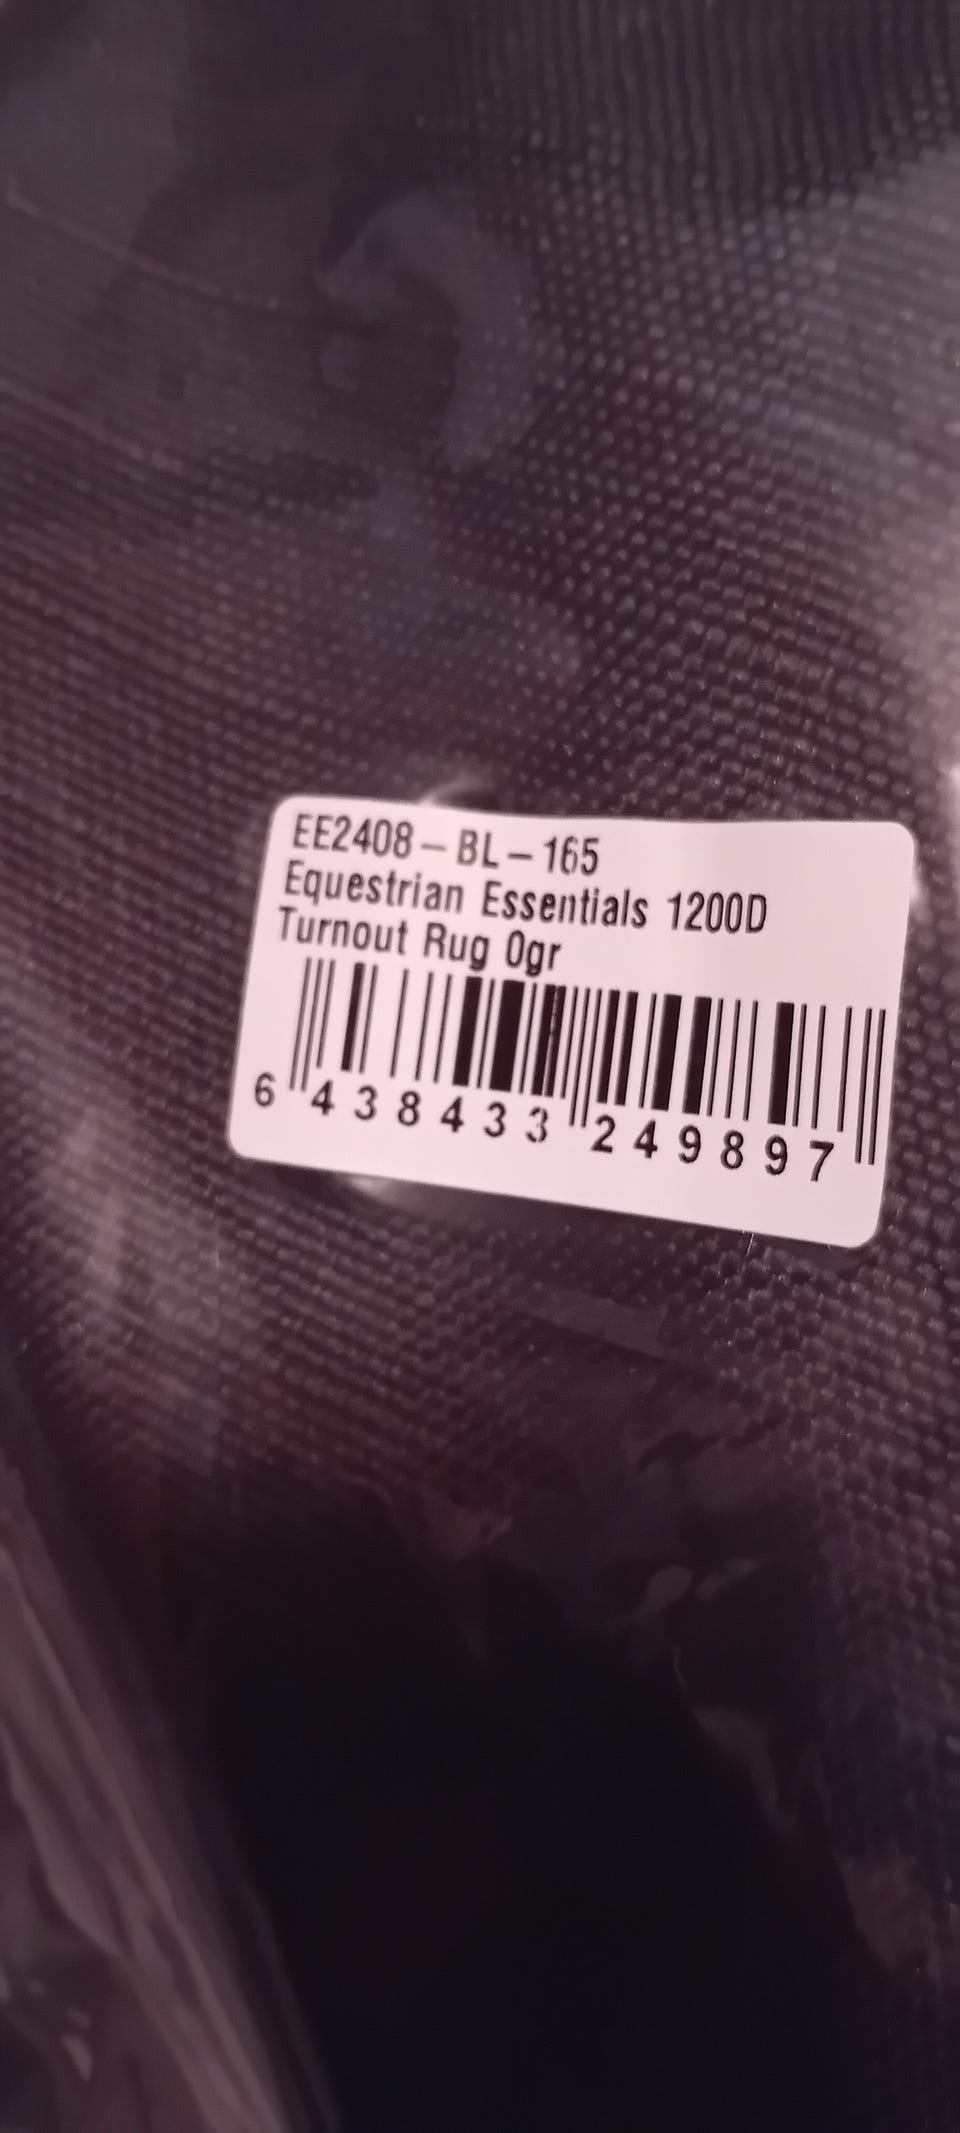 EE2408-BL-165
Equestrian Essentials 1200D
Turnout Rug 0gr
6 438433 249897